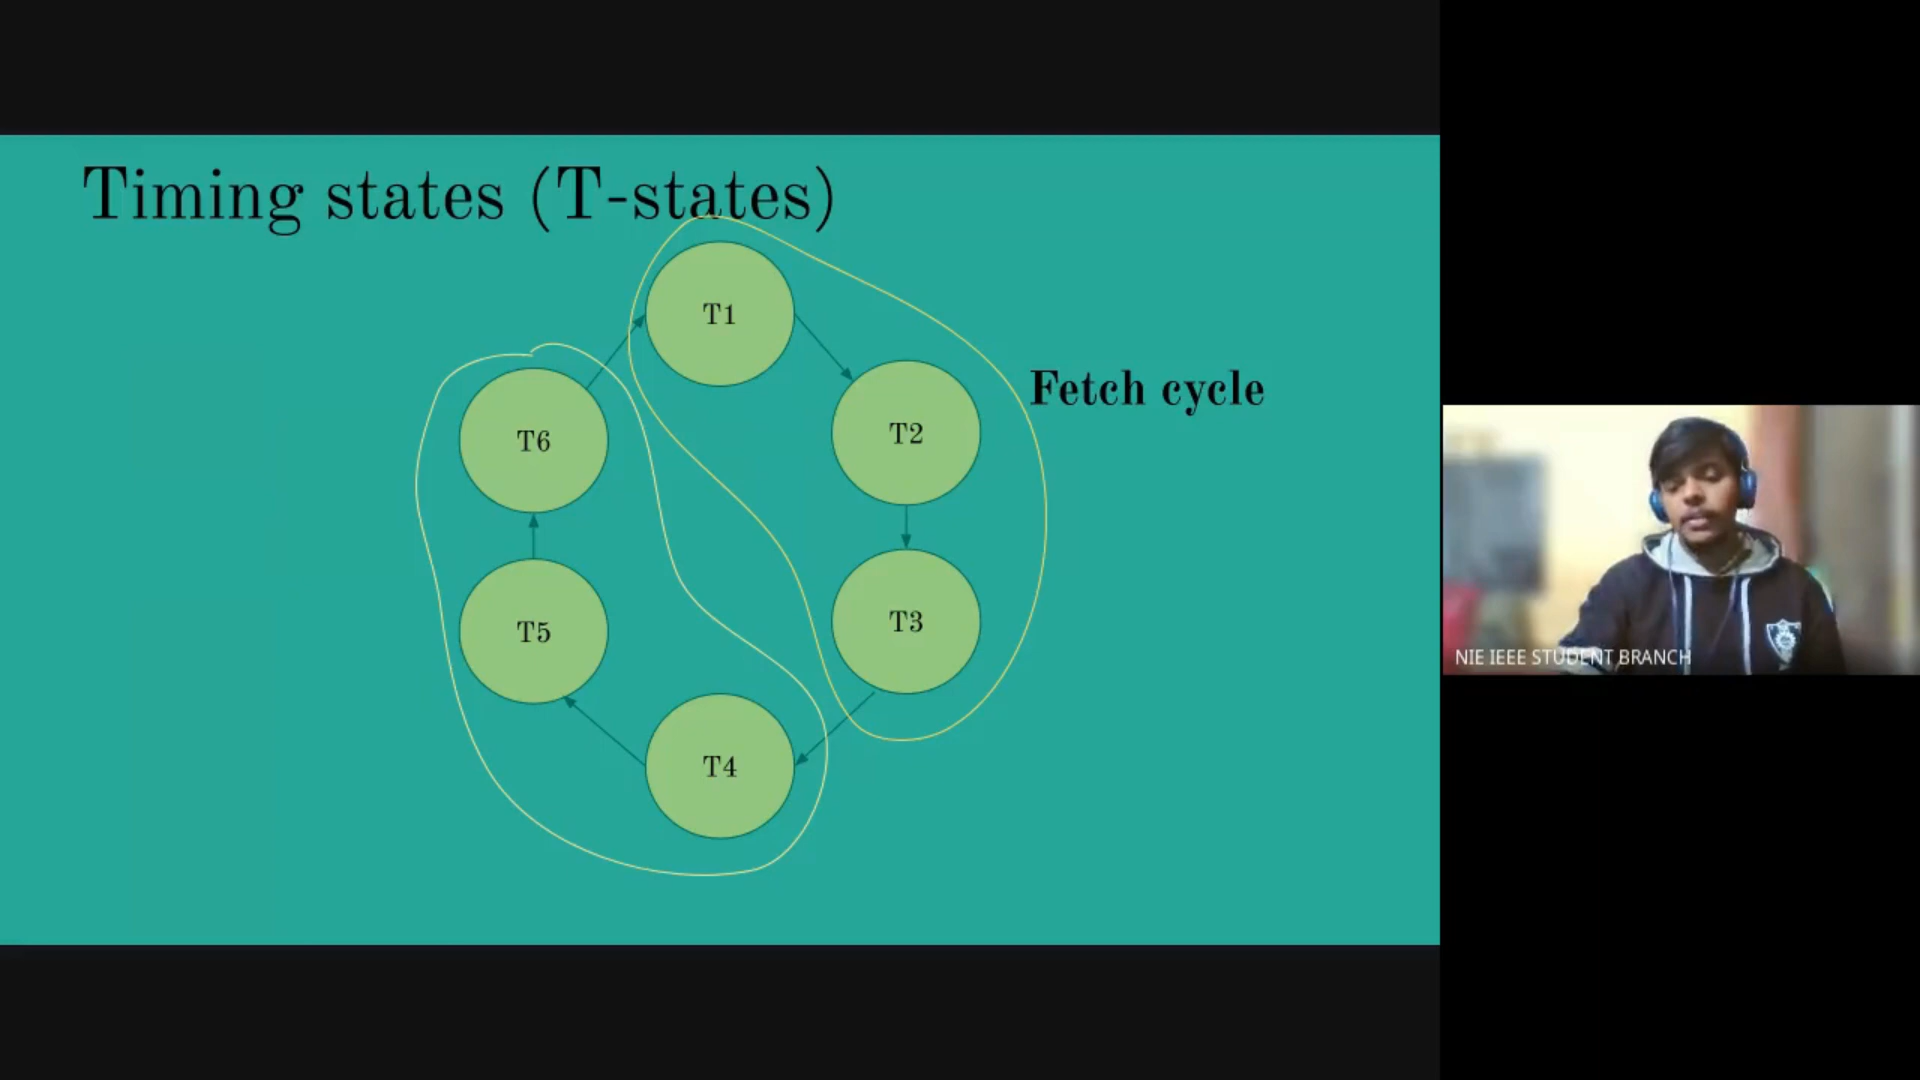 Timing states (T-states)
T1
T2
Fetch cycle
T6
T3
T5
T4
NIE IEEE STUDENT BRANCH